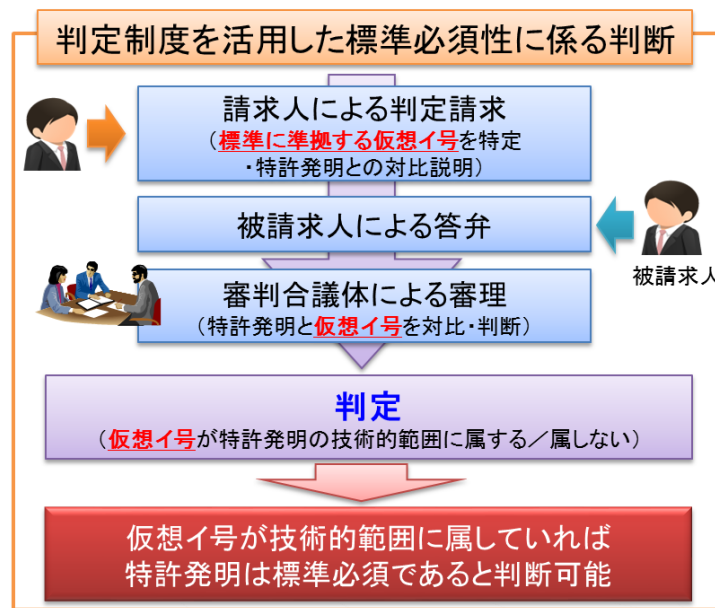 判定制度を活用した標準必須性に係る判断
請求人による判定請求
（標準に準拠する仮想イ号を特定
・特許発明との対比説明）
被請求人による答弁
被請求人
審判合議体による審理
（特許発明と仮想イ号を対比・判断）
判定
（仮想イ号が特許発明の技術的範囲に属する／属しない）
仮想イ号が技術的範囲に属していれば
特許発明は標準必須であると判断可能